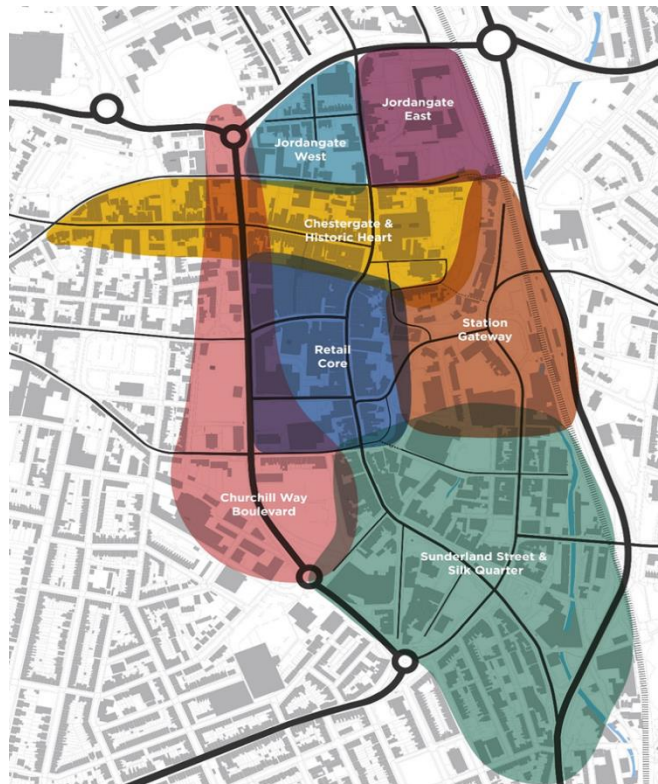 Jordangate
East
Jordangate
West
Chestergate &
Historic Heart
Station
Gateway
Retail
Core
Churchill Way
Boulevard
Sunderland Street &
Silk Quarter